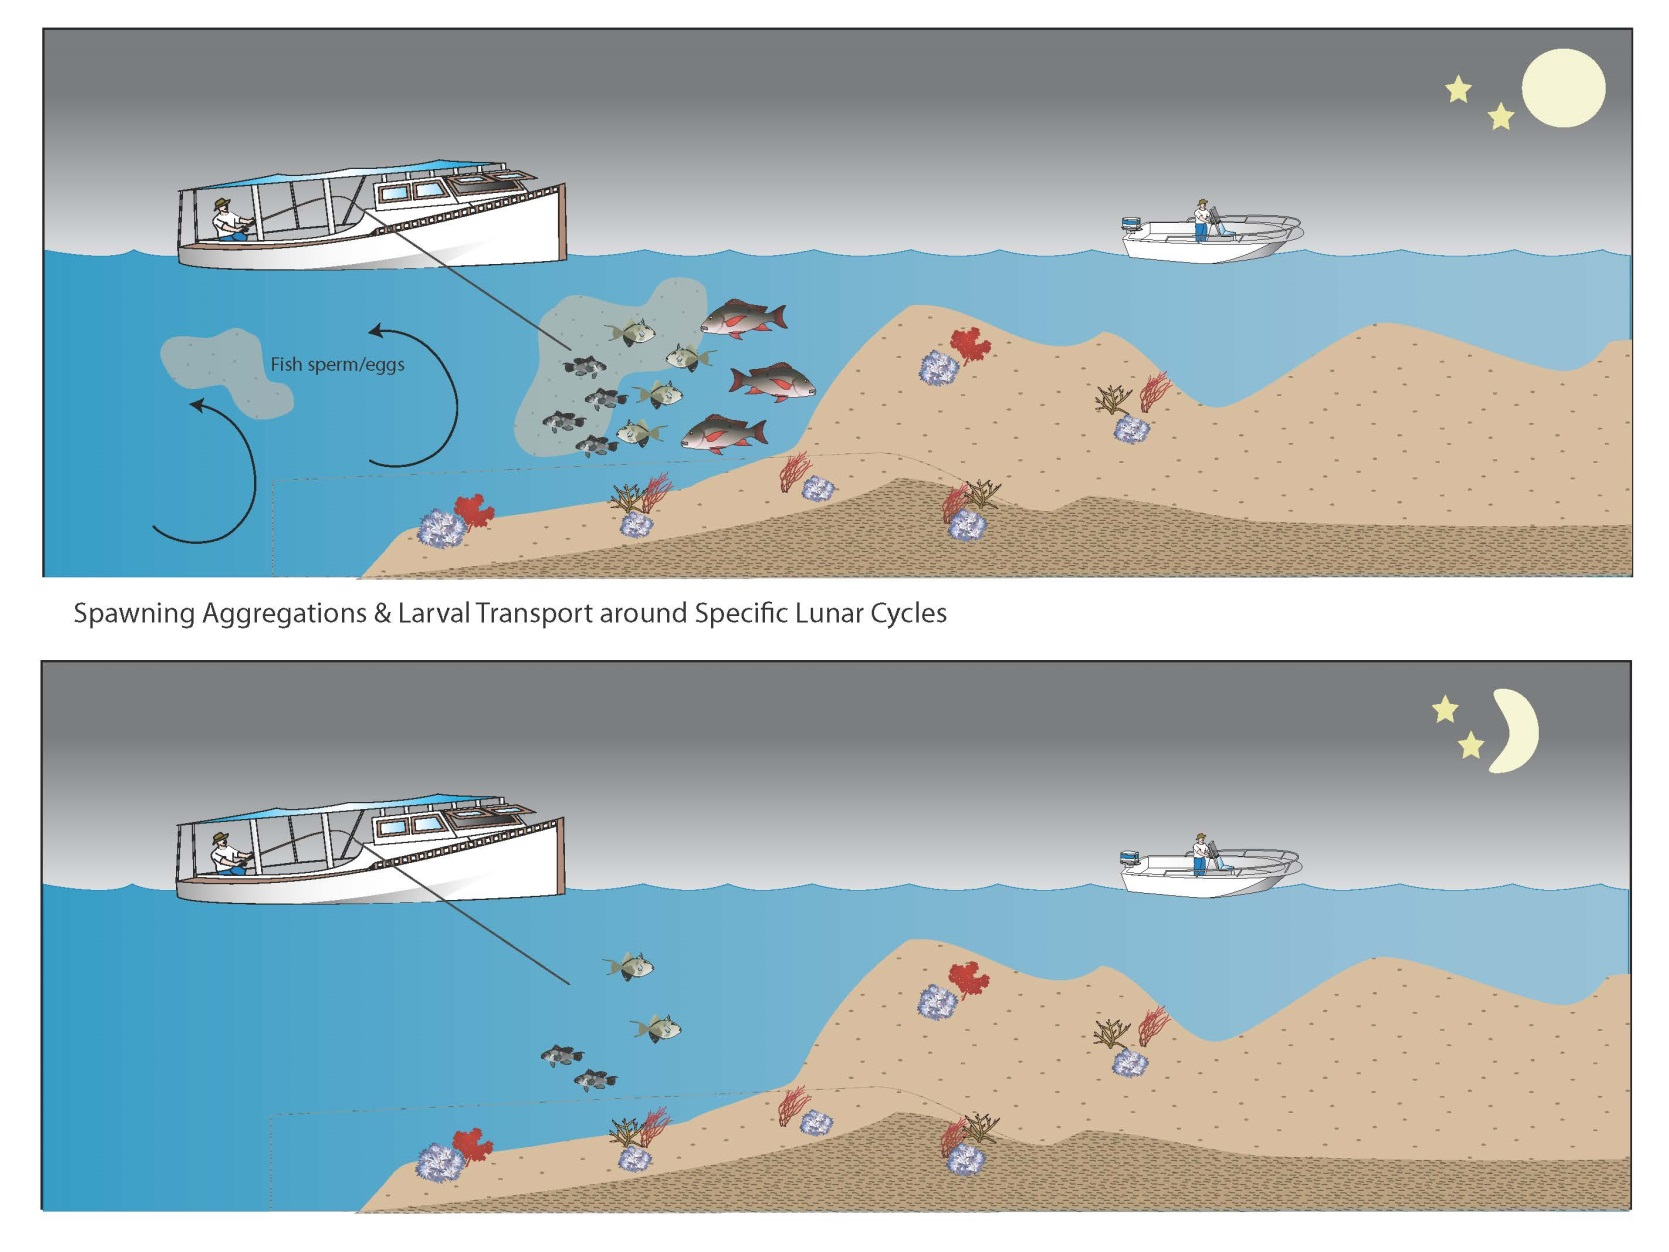 Fish sperm/eggs
Spawning Aggregations & Larval Transport around Specific Lunar Cycles